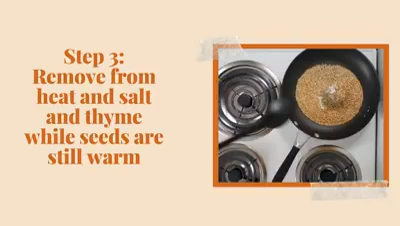 Step 3:
Remove from
heat and salt
and thyme
while seeds are
still warm